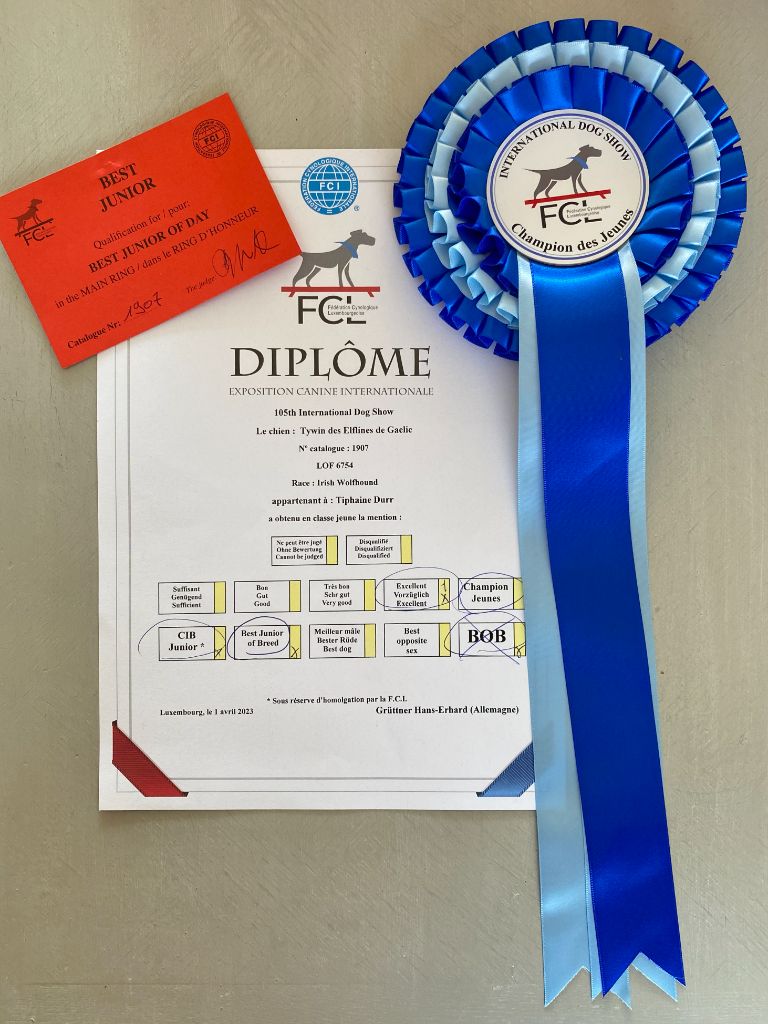 BEST
JUNIOR
FCI
FCL
Qualification for / pour:
BEST JUNIOR OF DAY
in the MAIN RING / dans le RING D'HONNEUR
The judge:
Catalogue Nr: 1907
INTERNATIONAL DOG SHOW
FCL
Fédération Cynologique
Luxembourgeoise
Champion des Jeunes
FEDERATION CYNOLOGIQUE INTERNATIONALE
FCI
®
FCL
Fédération Cynologique
Luxembourgeoise
DIPLÔME
EXPOSITION CANINE INTERNATIONALE
105th International Dog Show
Le chien : Tywin des Elflines de Gaelic
N° catalogue : 1907
LOF 6754
Race : Irish Wolfhound
appartenant à : Tiphaine Durr
a obtenu en classe jeune la mention :
Ne peut être jugé
Ohne Bewertung
Cannot be judged
Disqualifié
Disqualifiziert
Disqualified
Suffisant
Genügend
Sufficient
Bon
Gut
Good
Très bon
Sehr gut
Very good
Excellent
Vorzüglich
Excellent
Champion
Jeunes
CIB
Junior *
Best Junior
of Breed
Meilleur mâle
Bester Rüde
Best dog
Best
opposite
sex
BOB
* Sous réserve d'homolgation par la F.C.I.
Luxembourg, le 1 avril 2023
Grüttner Hans-Erhard (Allemagne)